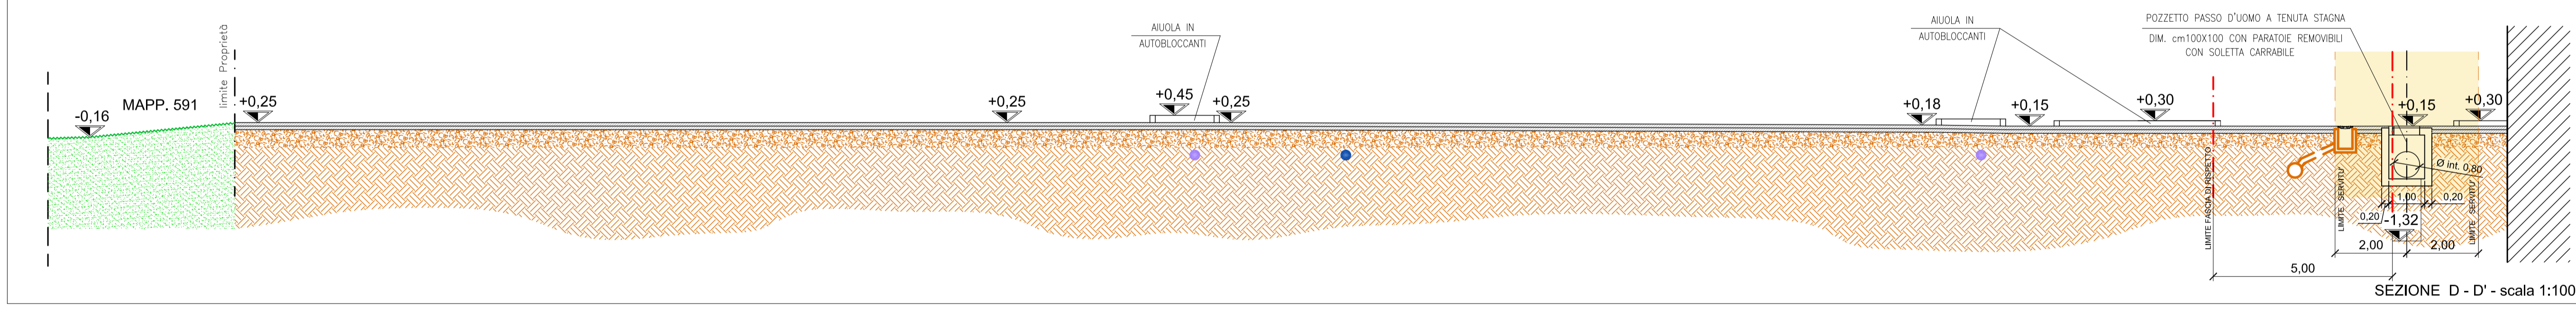 limite Proprietà
MAPP. 591
-0,16
+0,25
+0,25
AIUOLA IN
AUTOBLOCCANTI
+0,45
+0,25
AIUOLA IN
AUTOBLOCCANTI
+0,18
+0,15
+0,30
POZZETTO PASSO D'UOMO A TENUTA STAGNA
DIM. cm100X100 CON PARATOIE REMOVIBILI
CON SOLETTA CARRABILE
+0,15
+0,30
LIMITE FASCIA DI RISPETTO
LIMITE SERVITU'
Ø int. 0,80
LIMITE SERVITU'
1,00
0,20
0,20
-1,32
2,00
2,00
5,00
SEZIONE D - D' - scala 1:100